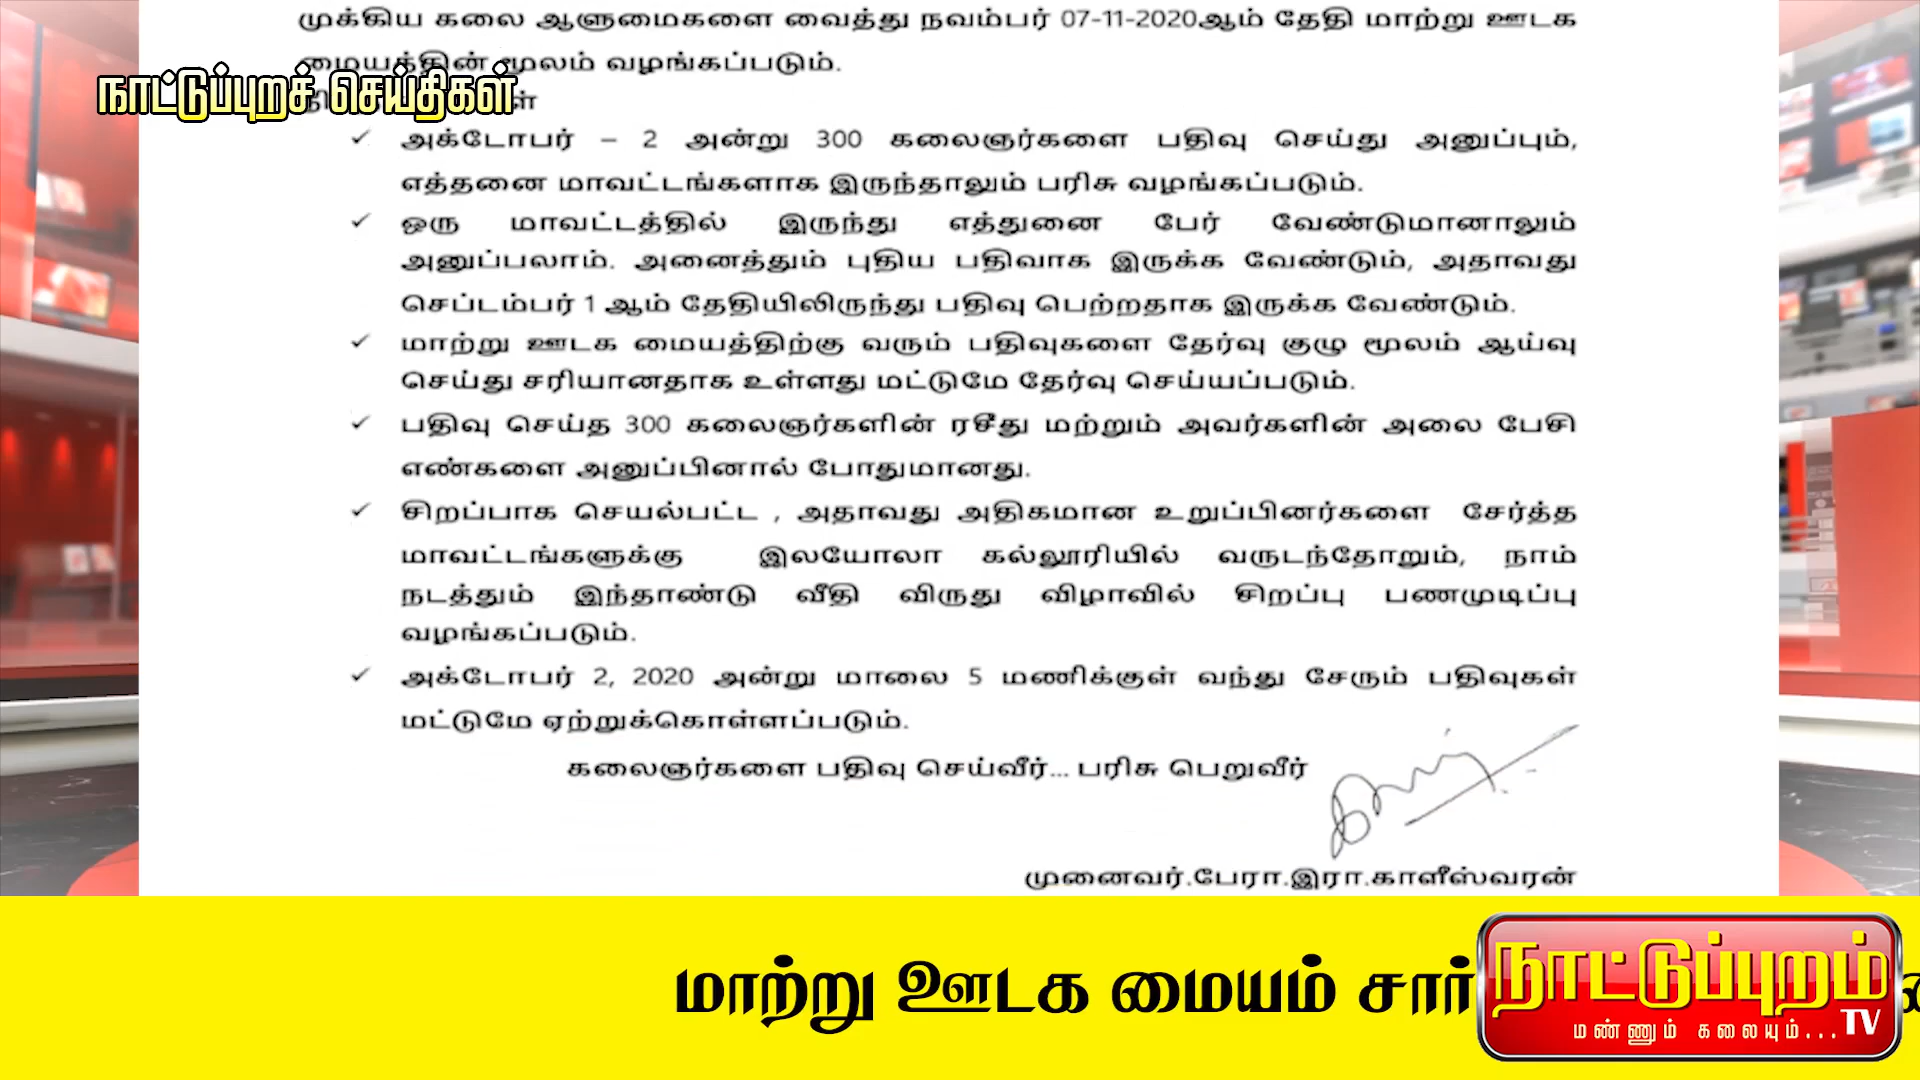 முக்கிய கலை ஆளுமைகளை வைத்து நவம்பர் 07-11-2020ஆம் தேதி மாற்று ஊடக
மையத்தின் மூலம் வழங்கப்படும்.
நாட்டுப்புறச் செய்திகள்
✓ அக்டோபர் – 2 அன்று 300 கலைஞர்களை பதிவு செய்து அனுப்பும்,
எத்தனை மாவட்டங்களாக இருந்தாலும் பரிசு வழங்கப்படும்.
✓ ஒரு மாவட்டத்தில் இருந்து எத்துனை பேர் வேண்டுமானாலும்
அனுப்பலாம். அனைத்தும் புதிய பதிவாக இருக்க வேண்டும், அதாவது
செப்டம்பர் 1 ஆம் தேதியிலிருந்து பதிவு பெற்றதாக இருக்க வேண்டும்.
✓ மாற்று ஊடக மையத்திற்கு வரும் பதிவுகளை தேர்வு குழு மூலம் ஆய்வு
செய்து சரியானதாக உள்ளது மட்டுமே தேர்வு செய்யப்படும்.
✓ பதிவு செய்த 300 கலைஞர்களின் ரசீது மற்றும் அவர்களின் அலை பேசி
எண்களை அனுப்பினால் போதுமானது.
✓ சிறப்பாக செயல்பட்ட , அதாவது அதிகமான உறுப்பினர்களை சேர்த்த
மாவட்டங்களுக்கு இலயோலா கல்லூரியில் வருடந்தோறும், நாம்
நடத்தும் இந்தாண்டு வீதி விருது விழாவில் சிறப்பு பணமுடிப்பு
வழங்கப்படும்.
✓ அக்டோபர் 2, 2020 அன்று மாலை 5 மணிக்குள் வந்து சேரும் பதிவுகள்
மட்டுமே ஏற்றுக்கொள்ளப்படும்.
கலைஞர்களை பதிவு செய்வீர்... பரிசு பெறுவீர்
முனைவர்.பேரா.இரா.காளீஸ்வரன்
மாற்று ஊடக மையம் சார்
நாட்டுப்புறம்
மண்ணும் கலையும்... TV